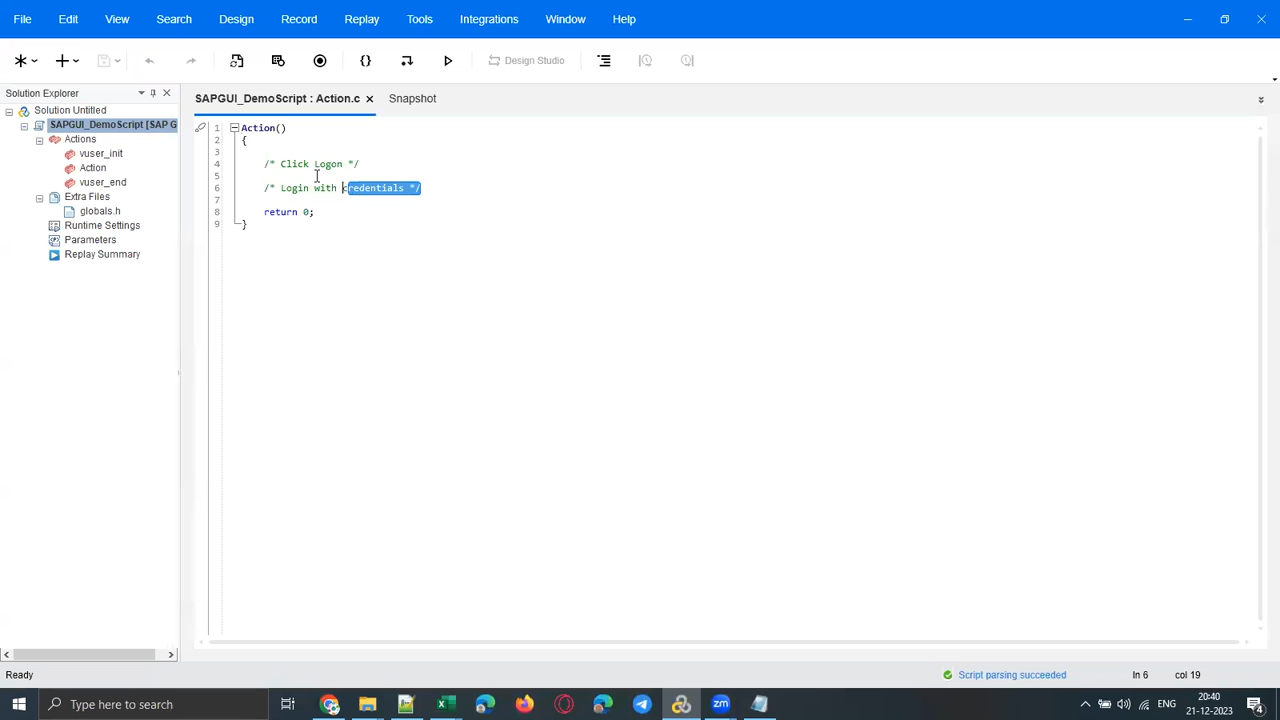 File Edit View Search Design Record Replay Tools Integrations Window Help
Design Studio
Solution Explorer
Solution Untitled
SAPGUI_DemoScript [SAP G
Actions
vuser_init
Action
vuser_end
Extra Files
globals.h
Runtime Settings
Parameters
Replay Summary
SAPGUI_DemoScript : Action.c Snapshot
1 Action()
2 {
3
4 /* Click Logon */
5
6 /* Login with credentials */
7
8 return 0;
9 }
Ready Script parsing succeeded ln 6 col 19
Type here to search
ENG
20:40
21-12-2023
4